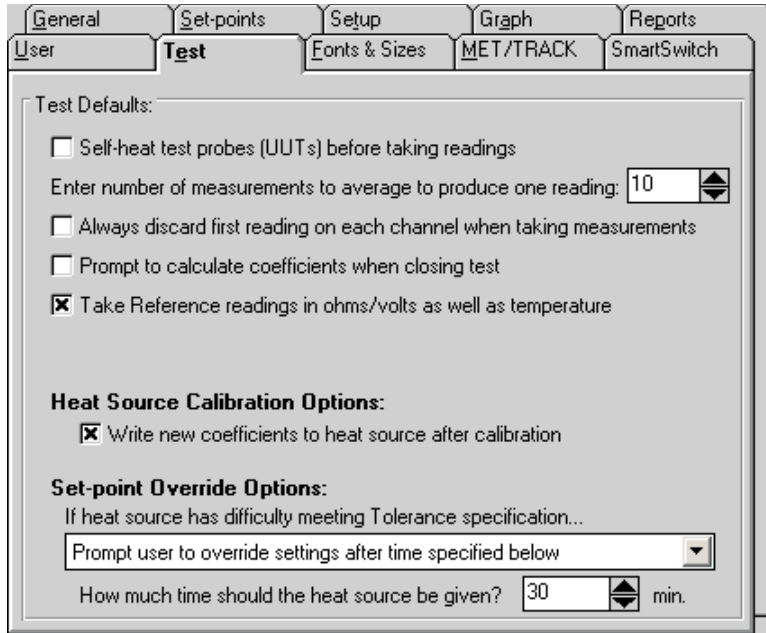 General Set-points Setup Graph Reports
User Test Fonts & Sizes MET/TRACK SmartSwitch
Test Defaults:
Self-heat test probes (UUTs) before taking readings
Enter number of measurements to average to produce one reading: 10
Always discard first reading on each channel when taking measurements
Prompt to calculate coefficients when closing test
Take Reference readings in ohms/volts as well as temperature
Heat Source Calibration Options:
Write new coefficients to heat source after calibration
Set-point Override Options:
If heat source has difficulty meeting Tolerance specification...
Prompt user to override settings after time specified below
How much time should the heat source be given? 30 min.